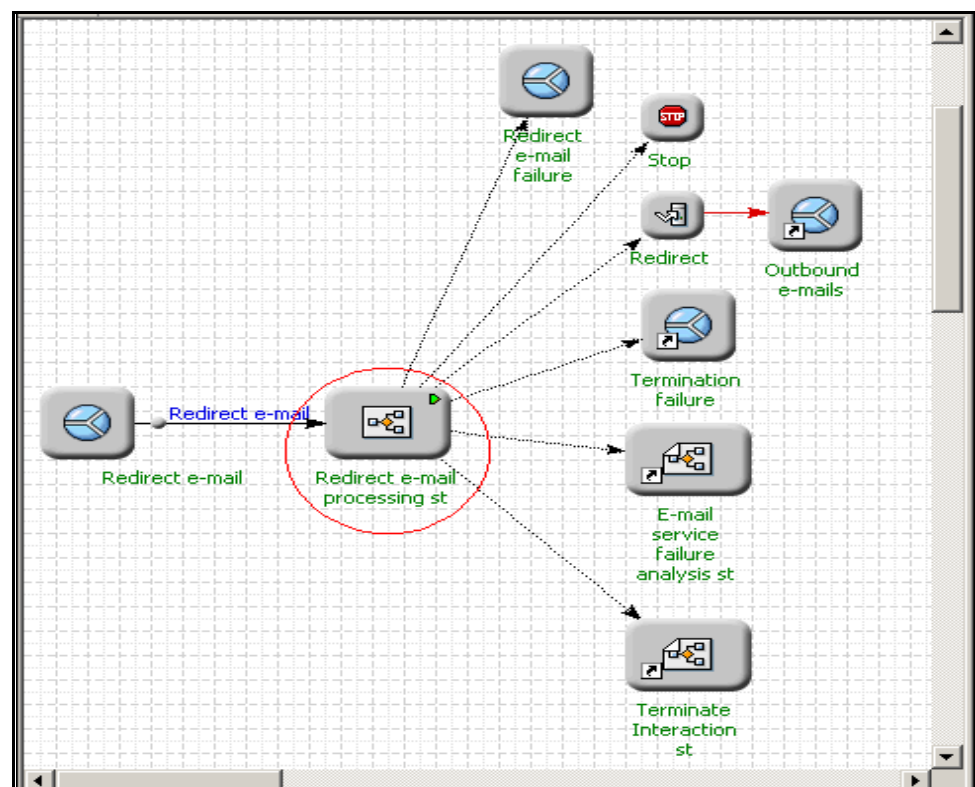 Redirect
e-mail
failure
STOP
Stop
Redirect
Outbound
e-mails
Termination
failure
Redirect e-mail
Redirect e-mail
Redirect e-mail
processing st
E-mail
service
failure
analysis st
Terminate
Interaction
st